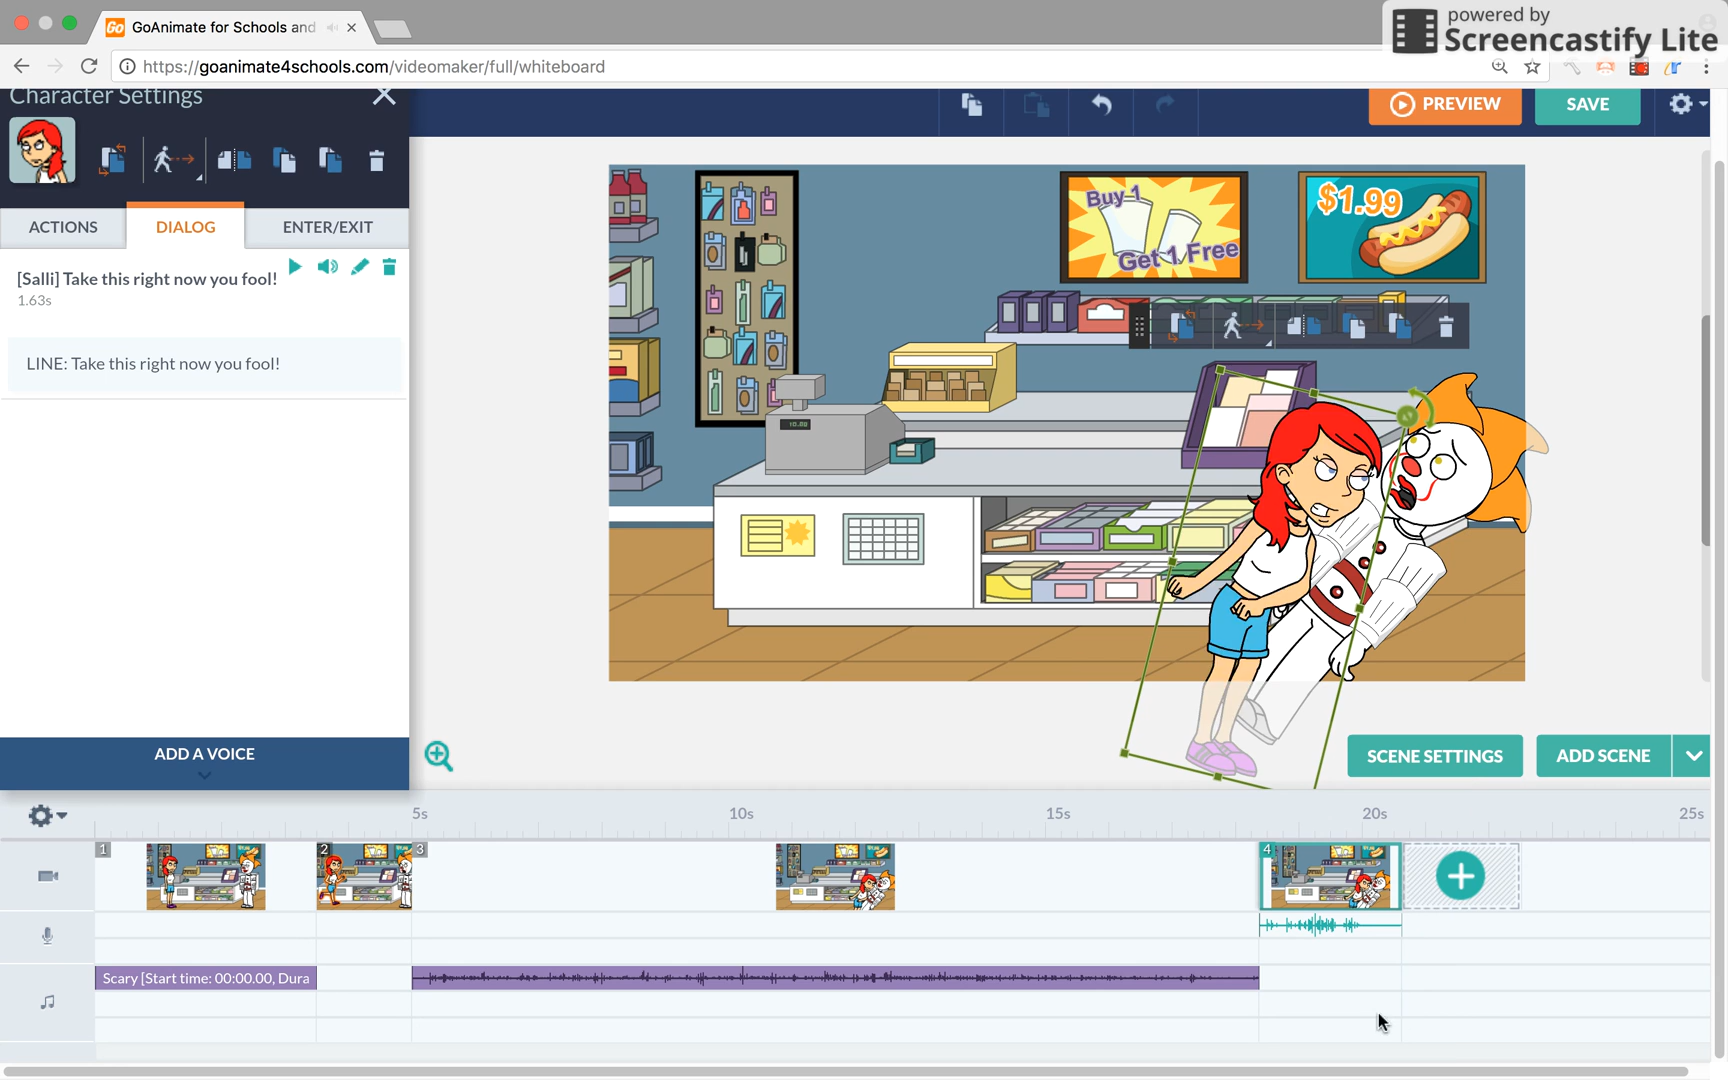 GoAnimate for Schools and
powered by
Screencastify Lite
https://goanimate4schools.com/videomaker/full/whiteboard
Character Settings
PREVIEW
SAVE
ACTIONS
DIALOG
ENTER/EXIT
[Salli] Take this right now you fool!
1.63s
LINE: Take this right now you fool!
Buy 1
Get 1 Free
$1.99
ADD A VOICE
SCENE SETTINGS
ADD SCENE
5s
10s
15s
20s
25s
1
2
3
4
Scary [Start time: 00:00.00, Dura